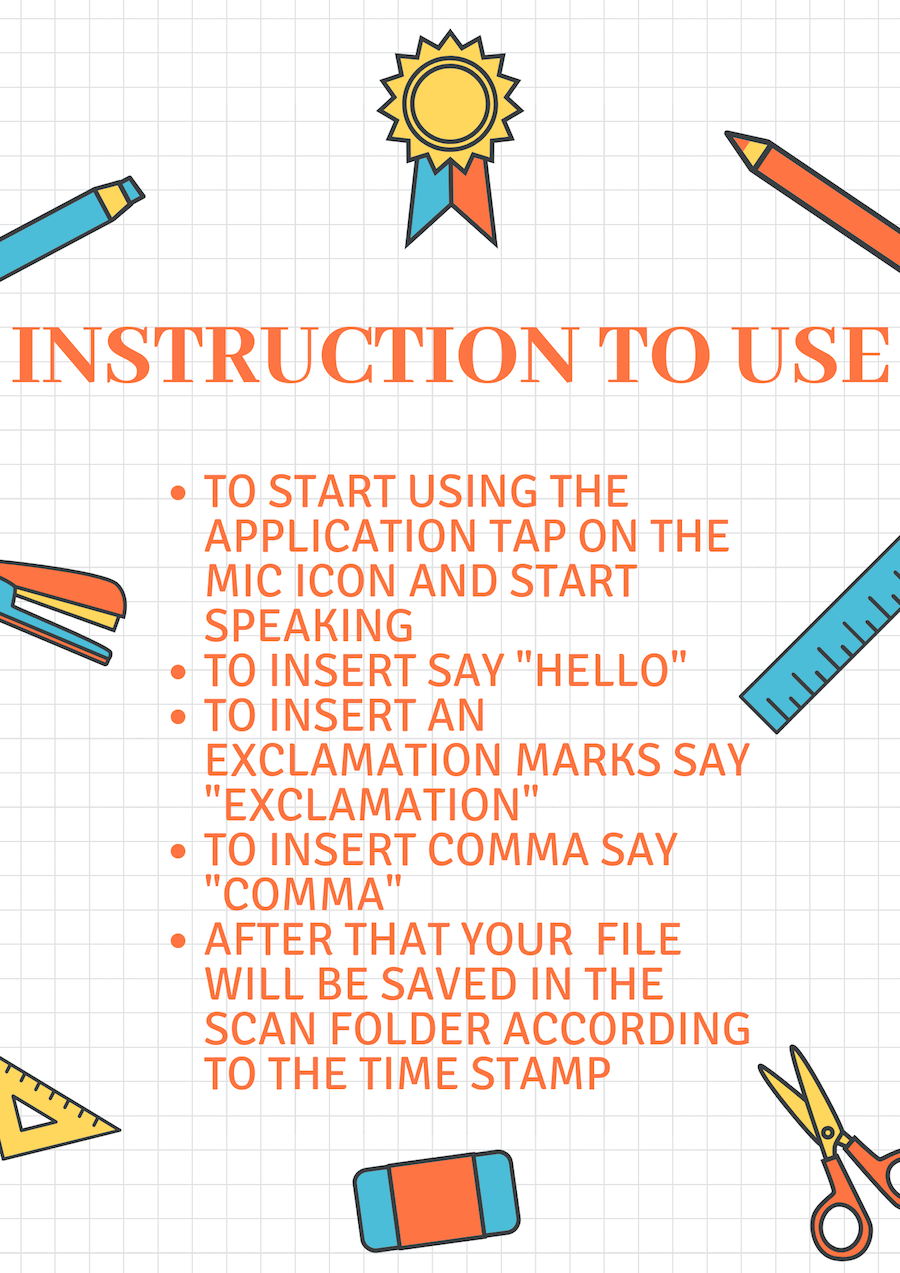 INSTRUCTION TO USE
• TO START USING THE
APPLICATION TAP ON THE
MIC ICON AND START
SPEAKING
• TO INSERT SAY "HELLO"
• TO INSERT AN
EXCLAMATION MARKS SAY
"EXCLAMATION"
• TO INSERT COMMA SAY
"COMMA"
• AFTER THAT YOUR  FILE
WILL BE SAVED IN THE
SCAN FOLDER ACCORDING
TO THE TIME STAMP